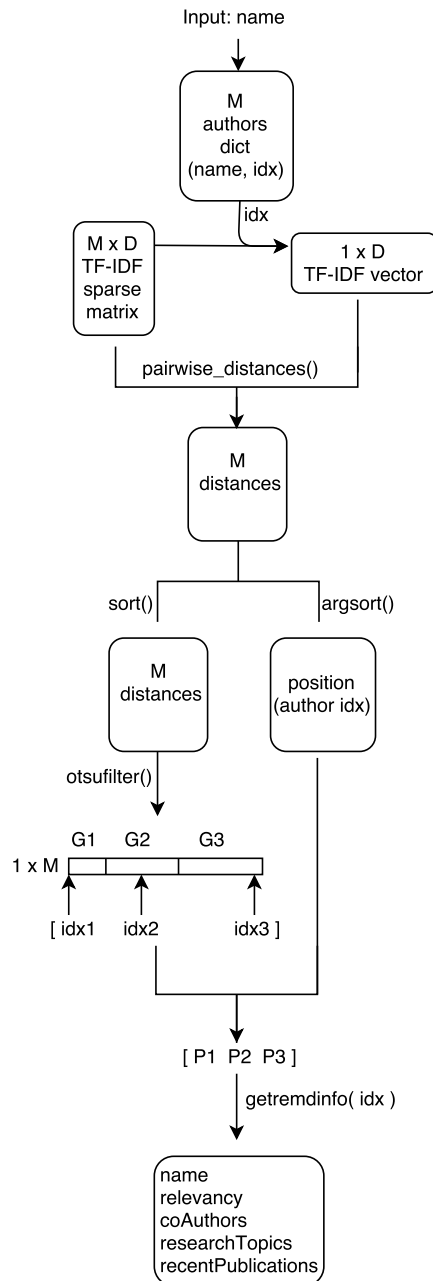 Input: name
M
authors
dict
(name, idx)
idx
M x D
TF-IDF
sparse
matrix
1 x D
TF-IDF vector
pairwise_distances()
M
distances
sort()
argsort()
M
distances
position
(author idx)
otsufilter()
G1 G2 G3
1 x M
[ idx1 idx2 idx3 ]
[ P1 P2 P3 ]
getremdinfo( idx )
name
relevancy
coAuthors
researchTopics
recentPublications